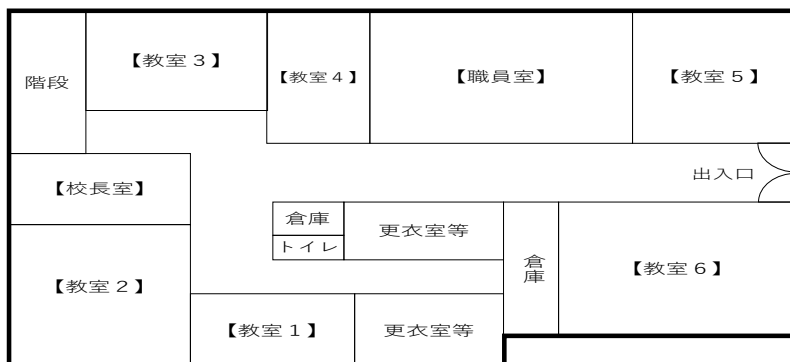 階段
【教室３】
【教室４】
【職員室】
【教室５】
出入口
【校長室】
倉庫
トイレ
更衣室等
倉庫
【教室６】
【教室２】
【教室１】
更衣室等